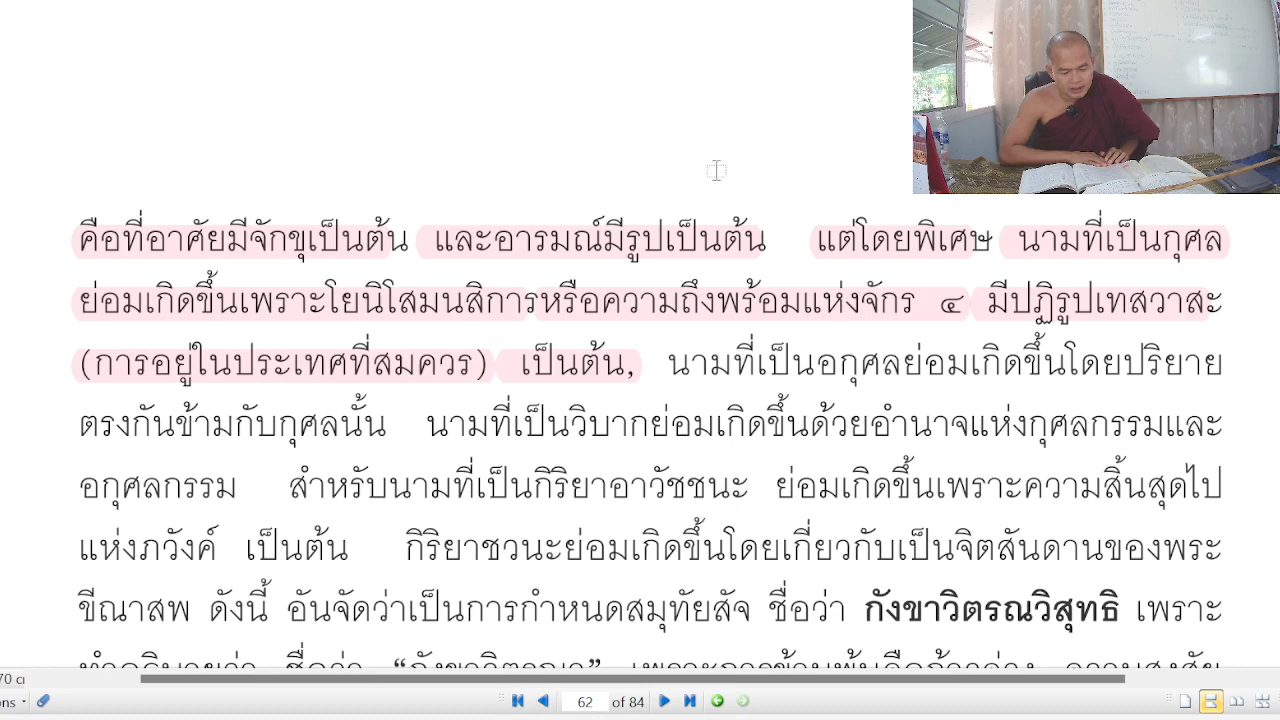 คือที่อาศัยมีจักขุเป็นต้น และอารมณ์มีรูปเป็นต้น แต่โดยพิเศษ นามที่เป็นกุศล
ย่อมเกิดขึ้นเพราะโยนิโสมนสิการหรือความถึงพร้อมแห่งจักร ๔ มีปฏิรูปเทสวาสะ
(การอยู่ในประเทศที่สมควร) เป็นต้น, นามที่เป็นอกุศลย่อมเกิดขึ้นโดยปริยาย
ตรงกันข้ามกับกุศลนั้น นามที่เป็นวิบากย่อมเกิดขึ้นด้วยอำนาจแห่งกุศลกรรมและ
อกุศลกรรม สำหรับนามที่เป็นกิริยาอาวัชชนะ ย่อมเกิดขึ้นเพราะความสิ้นสุดไป
แห่งภวังค์ เป็นต้น กิริยาชวนะย่อมเกิดขึ้นโดยเกี่ยวกับเป็นจิตสันดานของพระ
ขีณาสพ ดังนี้ อันจัดว่าเป็นการกำหนดสมุทัยสัจ ชื่อว่า กังขาวิตรณวิสุทธิ เพราะ
62 of 84